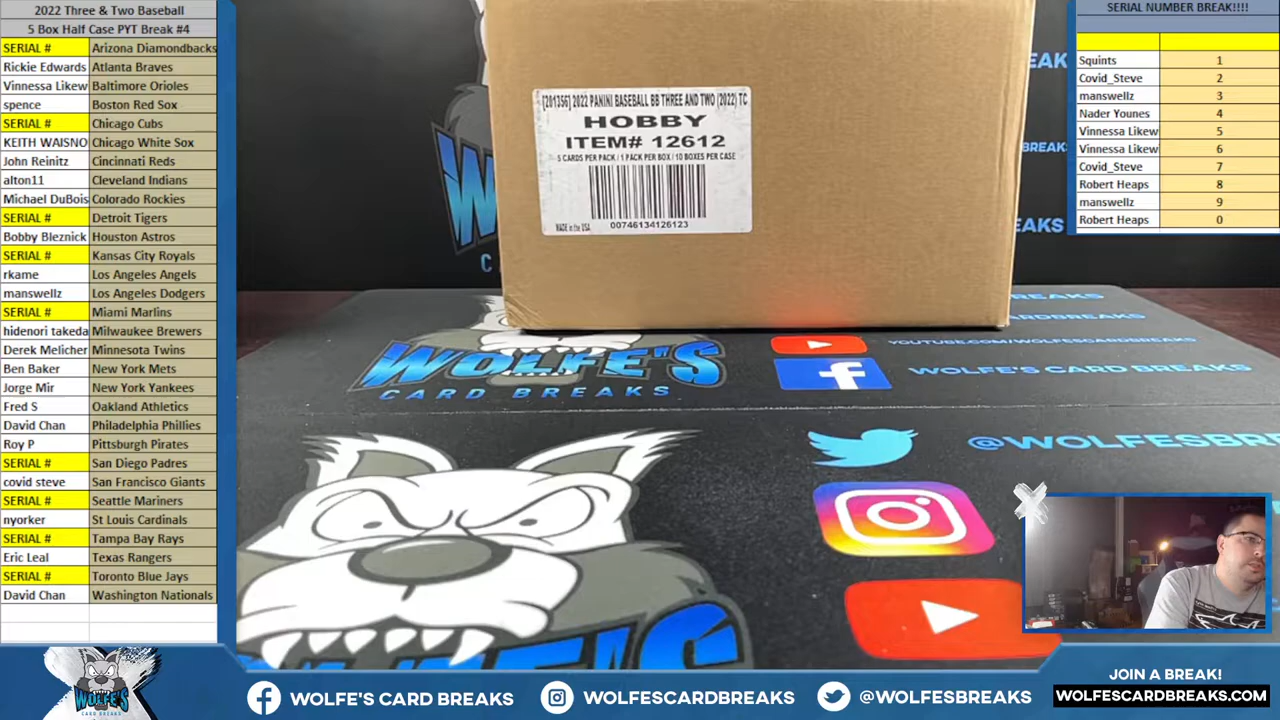 2022 Three & Two Baseball
5 Box Half Case PYT Break #4
SERIAL # Arizona Diamondbacks
Rickie Edwards Atlanta Braves
Vinnessa Likew Baltimore Orioles
spence Boston Red Sox
SERIAL # Chicago Cubs
KEITH WAISNO Chicago White Sox
John Reinitz Cincinnati Reds
alton11 Cleveland Indians
Michael DuBois Colorado Rockies
SERIAL # Detroit Tigers
Bobby Bleznick Houston Astros
SERIAL # Kansas City Royals
rkame Los Angeles Angels
manswellz Los Angeles Dodgers
SERIAL # Miami Marlins
hidenori takeda Milwaukee Brewers
Derek Melicher Minnesota Twins
Ben Baker New York Mets
Jorge Mir New York Yankees
Fred S Oakland Athletics
David Chan Philadelphia Phillies
Roy P Pittsburgh Pirates
SERIAL # San Diego Padres
covid steve San Francisco Giants
SERIAL # Seattle Mariners
nyorker St Louis Cardinals
SERIAL # Tampa Bay Rays
Eric Leal Texas Rangers
SERIAL # Toronto Blue Jays
David Chan Washington Nationals
[201356] 2022 PANINI BASEBALL BB THREE AND TWO (2022) TC
HOBBY
ITEM# 12612
5 CARDS PER PACK / 1 PACK PER BOX / 10 BOXES PER CASE
MADE in the USA 00746134126123
SERIAL NUMBER BREAK!!!!
Squints 1
Covid_Steve 2
manswellz 3
Nader Younes 4
Vinnessa Likew 5
Vinnessa Likew 6
Covid_Steve 7
Robert Heaps 8
manswellz 9
Robert Heaps 0
WOLFE'S
CARD BREAKS
YOUTUBE.COM/WOLFESCARDBREAKS
WOLFE'S CARD BREAKS
@WOLFESBRE
WOLFE'S
WOLFE'S CARD BREAKS
WOLFESCARDBREAKS
@WOLFESBREAKS
JOIN A BREAK!
WOLFESCARDBREAKS.COM